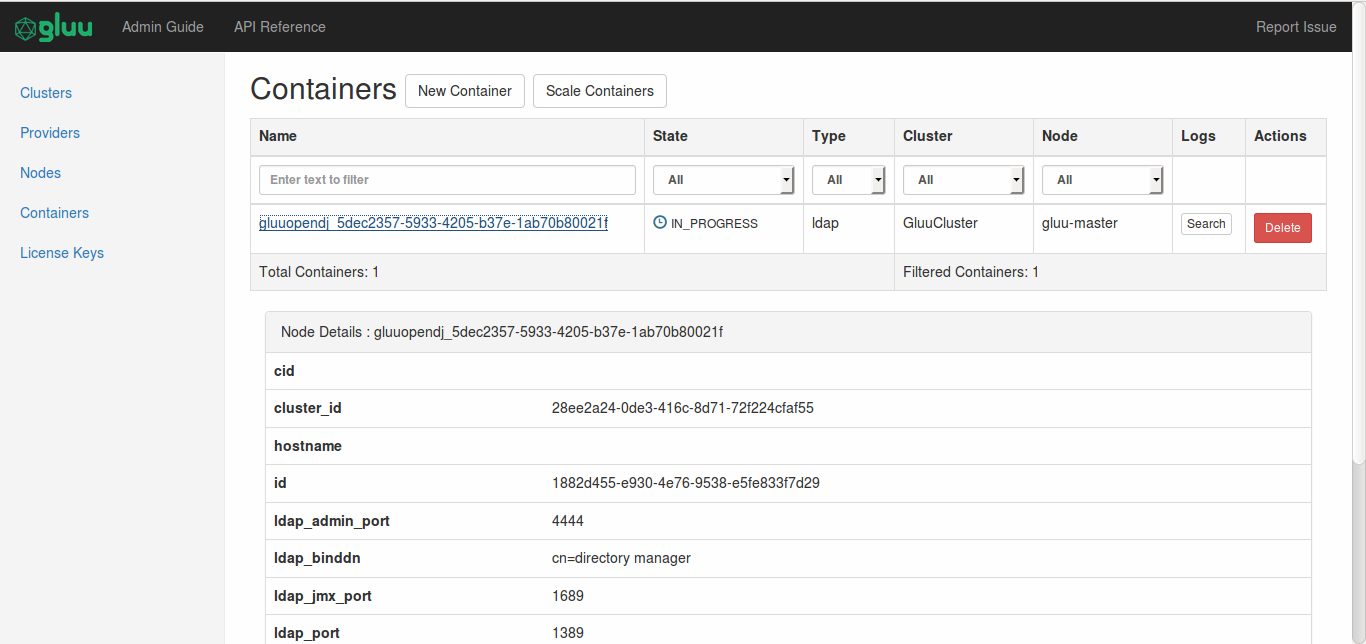 gluu Admin Guide API Reference Report Issue
Clusters
Providers
Nodes
Containers
License Keys
Containers New Container Scale Containers
Name State Type Cluster Node Logs Actions
Enter text to filter All All All All
gluuopendj_5dec2357-5933-4205-b37e-1ab70b80021f IN_PROGRESS ldap GluuCluster gluu-master Search Delete
Total Containers: 1 Filtered Containers: 1
Node Details : gluuopendj_5dec2357-5933-4205-b37e-1ab70b80021f
cid
cluster_id 28ee2a24-0de3-416c-8d71-72f224cfaf55
hostname
id 1882d455-e930-4e76-9538-e5fe833f7d29
ldap_admin_port 4444
ldap_binddn cn=directory manager
ldap_jmx_port 1689
ldap_port 1389